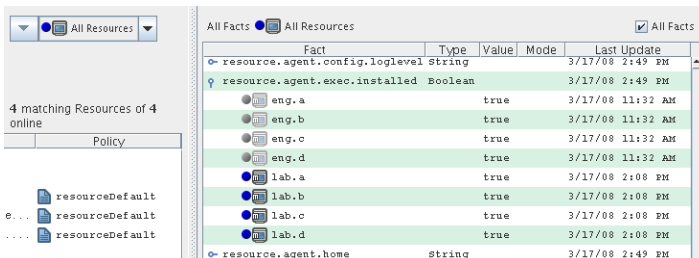 All Resources
4 matching Resources of 4
online
Policy
resourceDefault
e... resourceDefault
.... resourceDefault
All Facts All Resources All Facts
Fact Type Value Mode Last Update
resource.agent.config.loglevel String 3/17/08 2:49 PM
resource.agent.exec.installed Boolean 3/17/08 2:49 PM
eng.a true 3/17/08 11:32 AM
eng.b true 3/17/08 11:32 AM
eng.c true 3/17/08 11:32 AM
eng.d true 3/17/08 11:32 AM
lab.a true 3/17/08 2:08 PM
lab.b true 3/17/08 2:08 PM
lab.c true 3/17/08 2:08 PM
lab.d true 3/17/08 2:08 PM
resource.agent.home String 3/17/08 2:49 PM